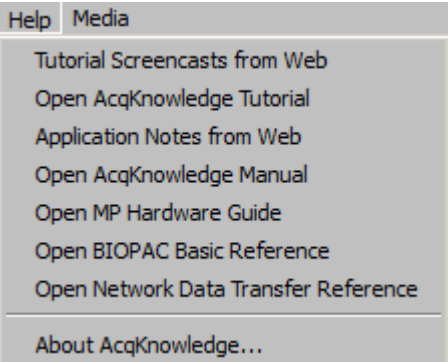 Help Media
Tutorial Screencasts from Web
Open AcqKnowledge Tutorial
Application Notes from Web
Open AcqKnowledge Manual
Open MP Hardware Guide
Open BIOPAC Basic Reference
Open Network Data Transfer Reference
About AcqKnowledge...